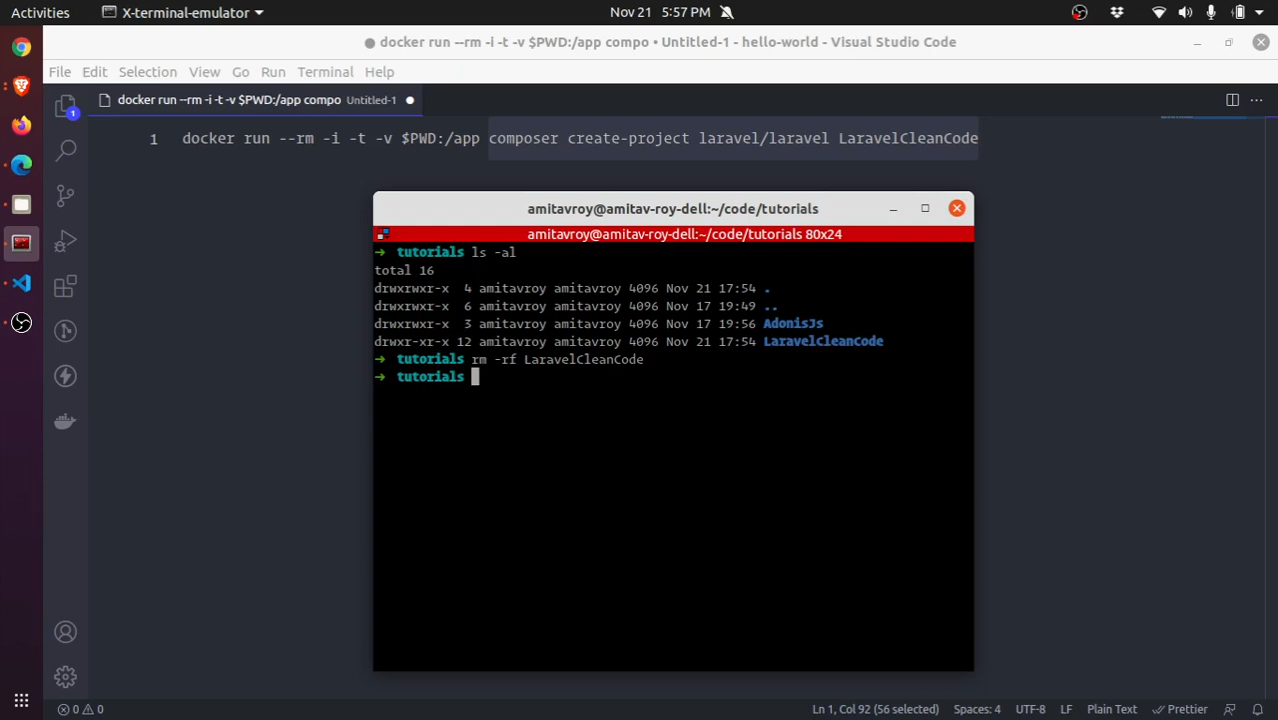 Activities X-terminal-emulator Nov 21 5:57 PM
docker run --rm -i -t -v $PWD:/app compo • Untitled-1 - hello-world - Visual Studio Code
File Edit Selection View Go Run Terminal Help
docker run --rm -i -t -v $PWD:/app compo Untitled-1
1
1 docker run --rm -i -t -v $PWD:/app composer create-project laravel/laravel LaravelCleanCode
amitavroy@amitav-roy-dell:~/code/tutorials
amitavroy@amitav-roy-dell:~/code/tutorials 80x24
➜ tutorials ls -al
total 16
drwxrwxr-x 4 amitavroy amitavroy 4096 Nov 21 17:54 .
drwxrwxr-x 6 amitavroy amitavroy 4096 Nov 17 19:49 ..
drwxrwxr-x 3 amitavroy amitavroy 4096 Nov 17 19:56 AdonisJs
drwxr-xr-x 12 amitavroy amitavroy 4096 Nov 21 17:54 LaravelCleanCode
➜ tutorials rm -rf LaravelCleanCode
➜ tutorials
0 0 Ln 1, Col 92 (56 selected) Spaces: 4 UTF-8 LF Plain Text Prettier